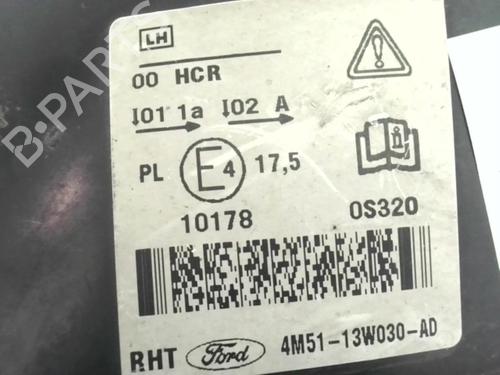 LH
00 HCR
I01 1a I02 A
PL E4 17,5
10178 0S320
RHT Ford 4M51-13W030-AD
B-PARTS